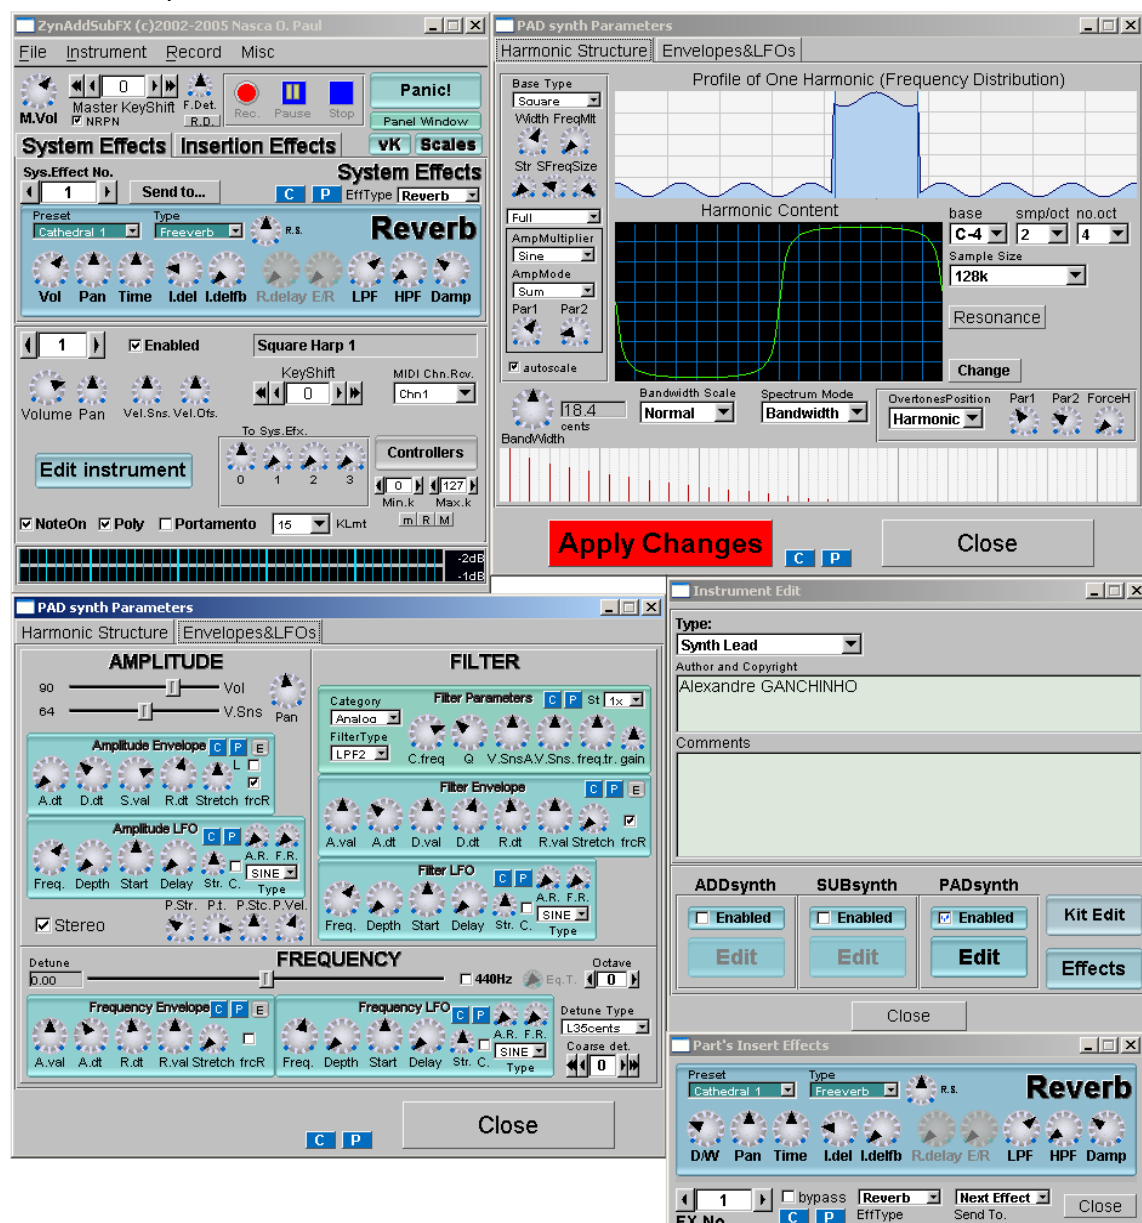 ZynAddSubFX (c)2002-2005 Nasca O. Paul
File Instrument Record Misc
0
M.Vol Master KeyShift F.Det.
NRPN R.D.
Rec. Pause Stop
Panic!
Panel Window
System Effects Insertion Effects vK Scales
Sys.Effect No. System Effects
1 Send to... C P EffType Reverb
Preset Type
Cathedral 1 Freeverb R.S. Reverb
Vol Pan Time I.del I.delfb R.delay E/R LPF HPF Damp
1 Enabled Square Harp 1
KeyShift MIDI Chn.Rcv.
0 Chn1
Volume Pan Vel.Sns. Vel.Ofs.
To Sys.Efx.
Edit instrument
0 1 2 3
Controllers
0 127
Min.k Max.k
m R M
NoteOn Poly Portamento 15 KLmt
-2dB
-1dB
PAD synth Parameters
Harmonic Structure Envelopes&LFOs
Base Type
Square
Width FreqMlt
Str SFreq Size
Full
AmpMultiplier
Sine
AmpMode
Sum
Par1 Par2
autoscale
Profile of One Harmonic (Frequency Distribution)
Harmonic Content
base smp/oct no.oct
C-4 2 4
Sample Size
128k
Resonance
Change
18.4
cents
BandWidth
Bandwidth Scale
Normal
Spectrum Mode
Bandwidth
OvertonesPosition Par1 Par2 ForceH
Harmonic
Apply Changes C P Close
PAD synth Parameters
Harmonic Structure Envelopes&LFOs
AMPLITUDE
90 Vol
64 V.Sns Pan
Amplitude Envelope C P E
L
A.dt D.dt S.val R.dt Stretch frcR
Amplitude LFO C P
A.R. F.R.
SINE
Freq. Depth Start Delay Str. C. Type
P.Str. P.t. P.Stc. P.Vel.
Stereo
FILTER
Category Filter Parameters C P St 1x
Analog
FilterType
LPF2
C.freq Q V.SnsA. V.Sns. freq.tr. gain
Filter Envelope C P E
A.val A.dt D.val D.dt R.dt R.val Stretch frcR
Filter LFO C P
A.R. F.R.
SINE
Freq. Depth Start Delay Str. C. Type
FREQUENCY
Detune
0.00 440Hz Eq.T.
Octave
0
Frequency Envelope C P E
A.val A.dt R.dt R.val Stretch frcR
Frequency LFO C P
A.R. F.R.
SINE
Freq. Depth Start Delay Str. C. Type
Detune Type
L35cents
Coarse det.
0
C P Close
Instrument Edit
Type:
Synth Lead
Author and Copyright
Alexandre GANCHINHO
Comments
ADDsynth SUBsynth PADsynth
Enabled Enabled Enabled Kit Edit
Edit Edit Edit Effects
Close
Part's Insert Effects
Preset Type
Cathedral 1 Freeverb R.S. Reverb
D/W Pan Time I.del I.delfb R.delay E/R LPF HPF Damp
1 bypass Reverb Next Effect Close
FX No. C P EffType Send To.